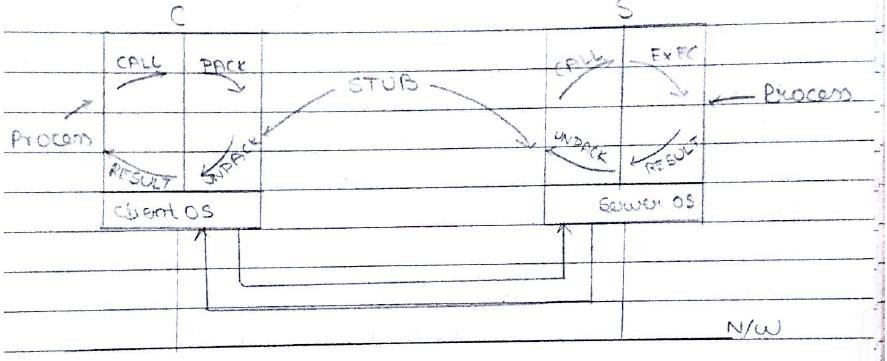 C S
CALL PACK CALL EXEC
STUB
Process
Process
UNPACK UNPACK
RESULT RESULT
Client OS Server OS
N/W